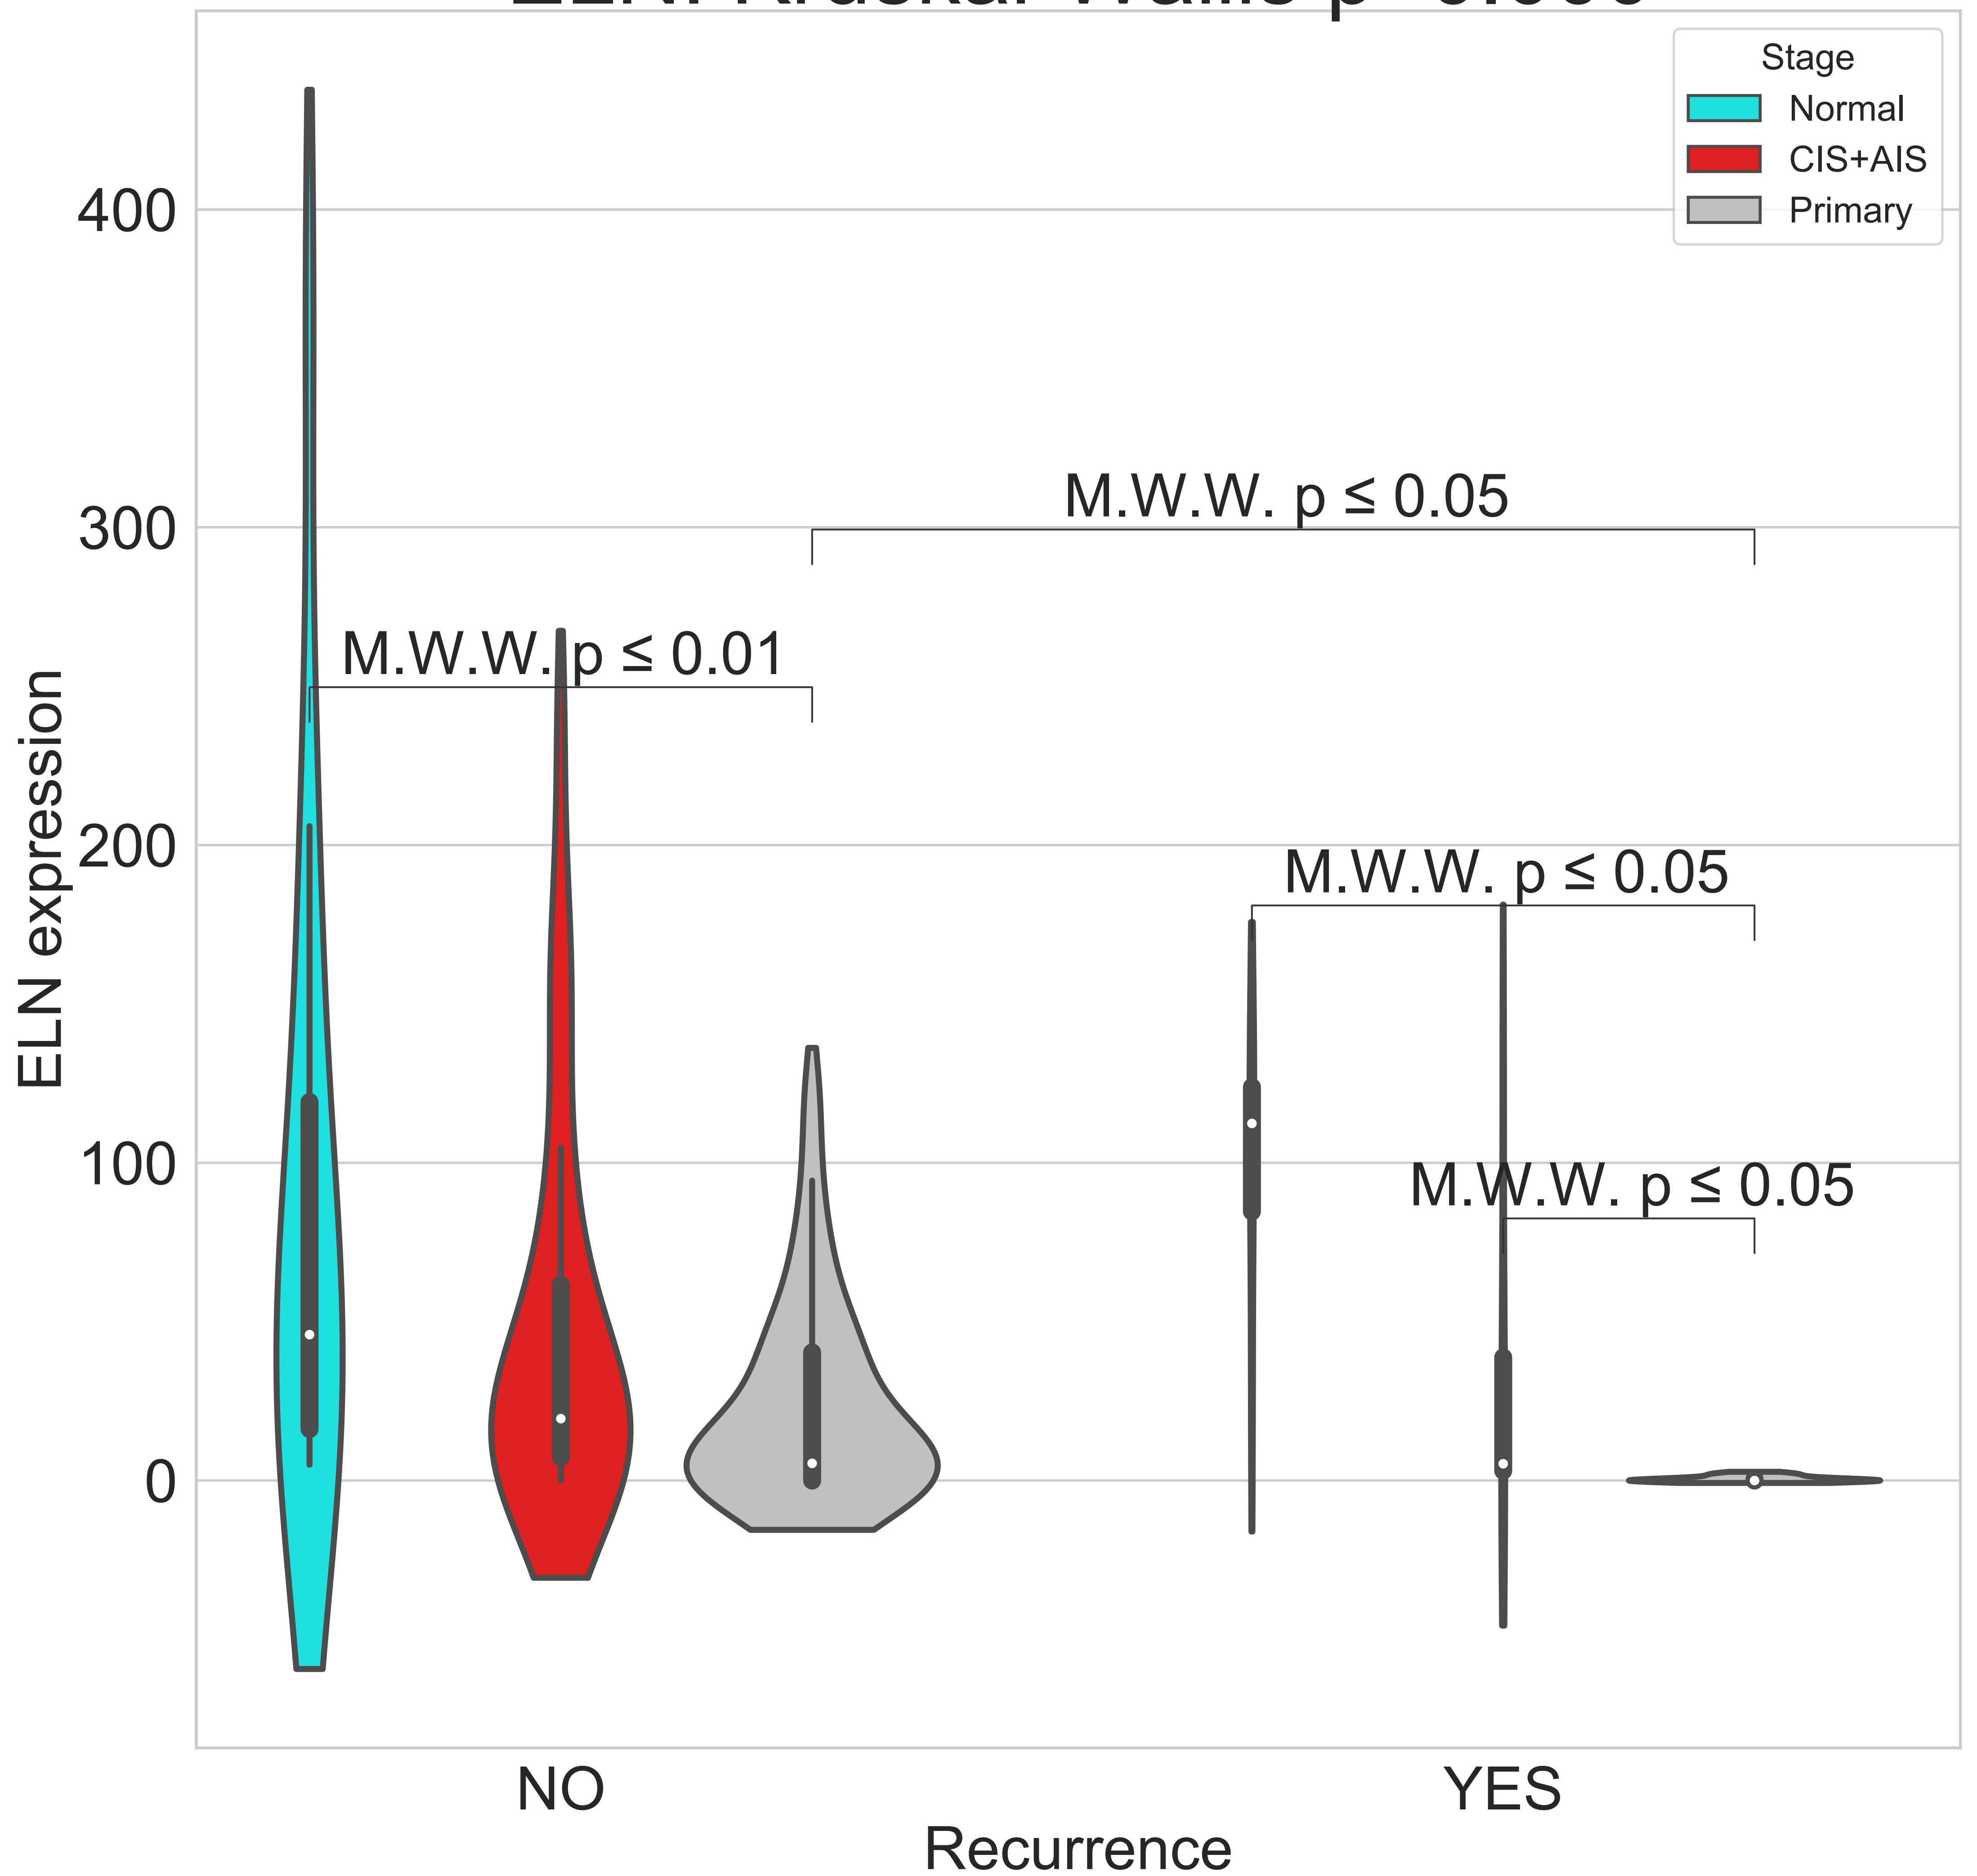 Stage
Normal
CIS+AIS
Primary
400
300
200
100
0
ELN expression
M.W.W. p ≤ 0.05
M.W.W. p ≤ 0.01
M.W.W. p ≤ 0.05
M.W.W. p ≤ 0.05
NO
YES
Recurrence